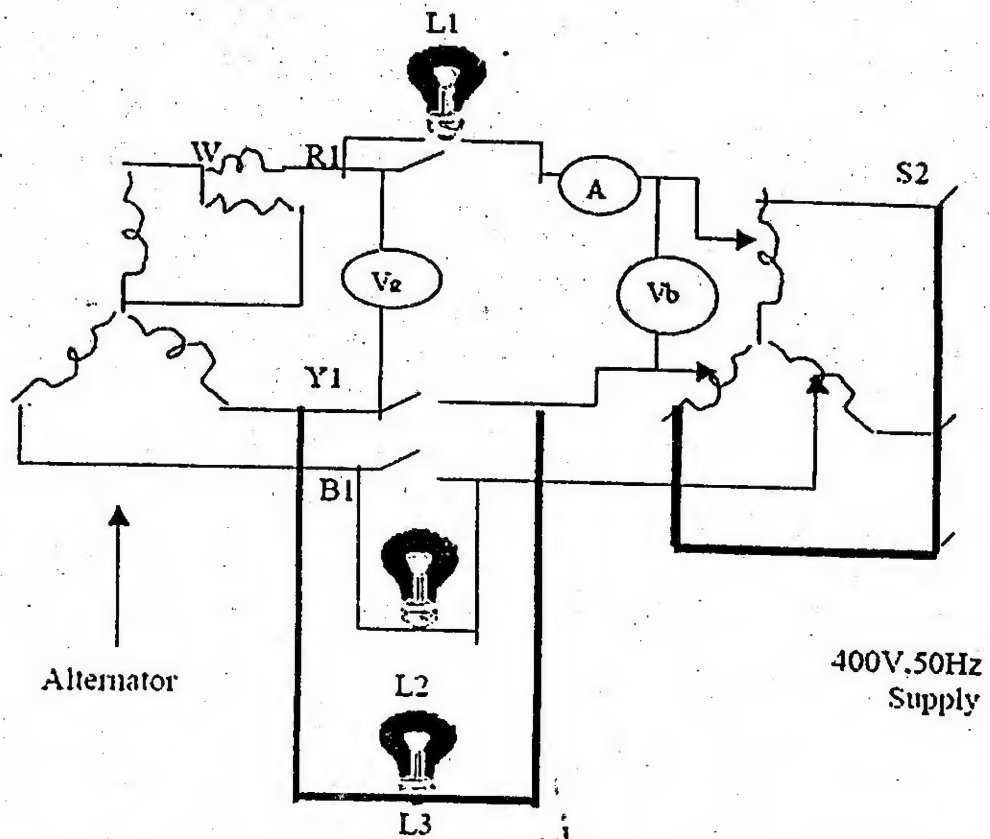 L1
W
R1
S2
A
Va
Vb
Y1
B1
Alternator
400V,50Hz
Supply
L2
L3